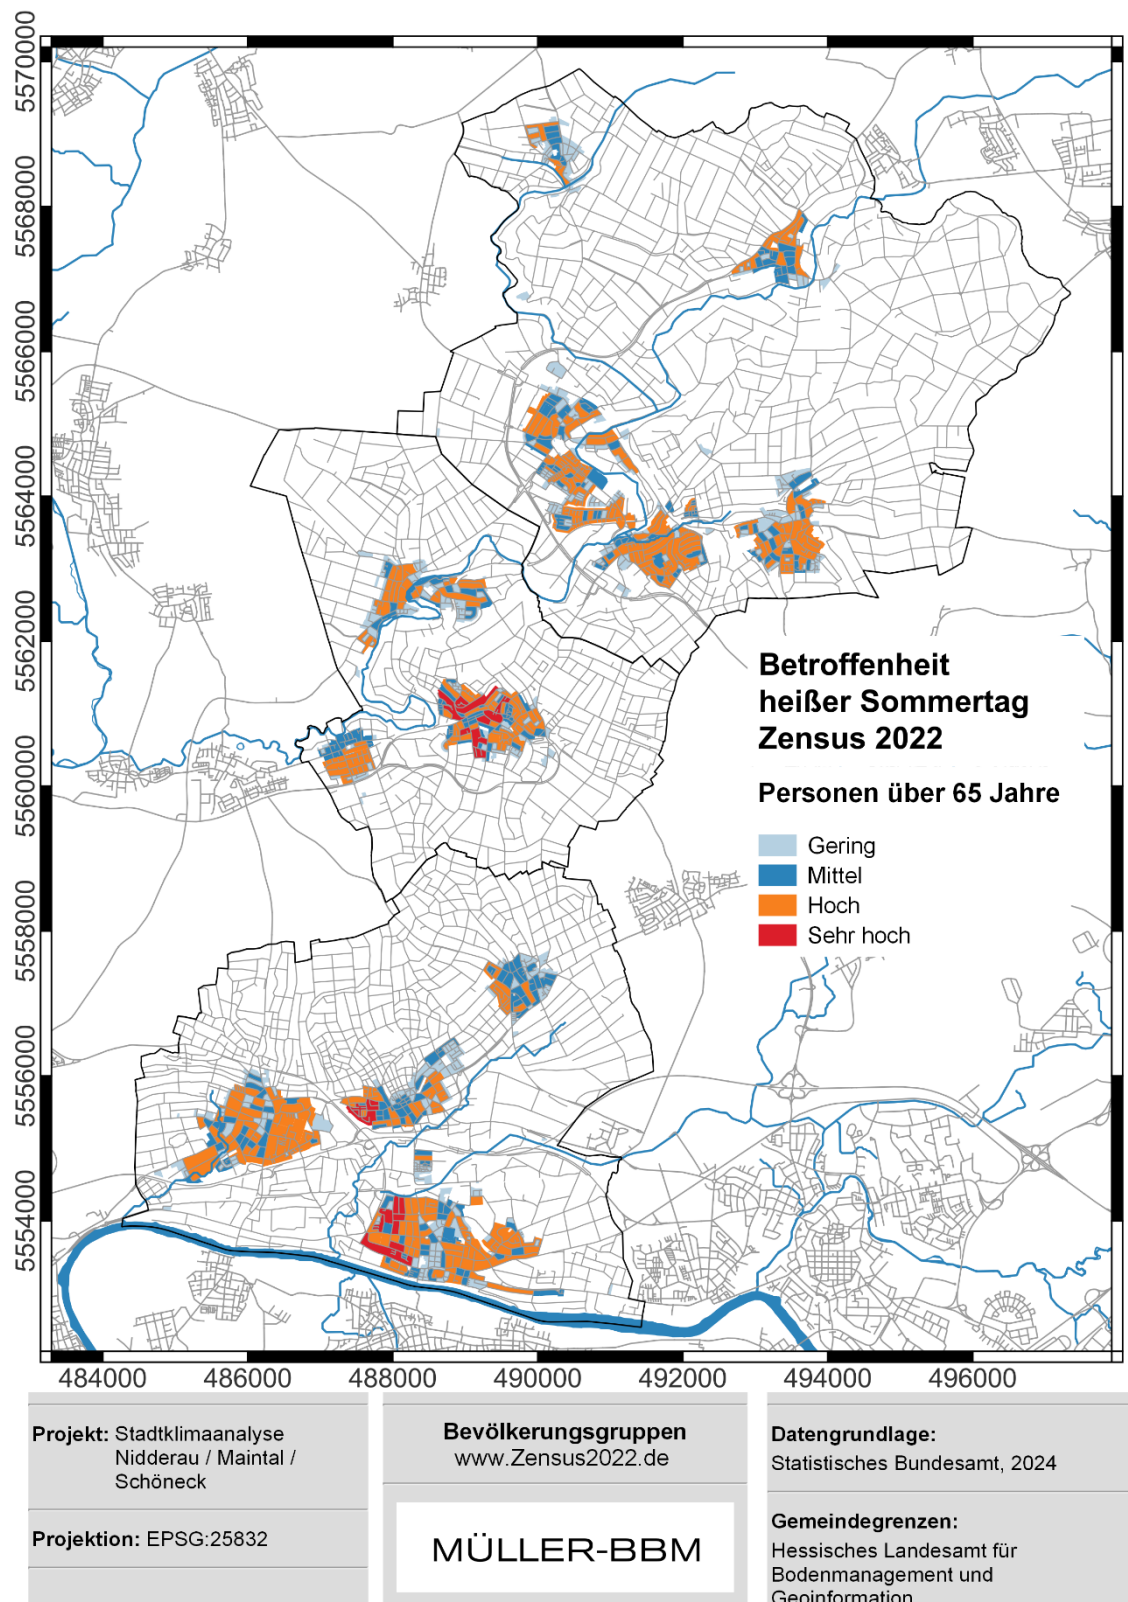 5570000
5568000
5566000
5564000
5562000
5560000
5558000
5556000
5554000
Betroffenheit
heißer Sommertag
Zensus 2022
Personen über 65 Jahre
Gering
Mittel
Hoch
Sehr hoch
484000 486000 488000 490000 492000 494000 496000
Projekt: Stadtklimaanalyse
Nidderau / Maintal /
Schöneck
Projektion: EPSG:25832
Bevölkerungsgruppen
www.Zensus2022.de
MÜLLER-BBM
Datengrundlage:
Statistisches Bundesamt, 2024
Gemeindegrenzen:
Hessisches Landesamt für
Bodenmanagement und
Geoinformation